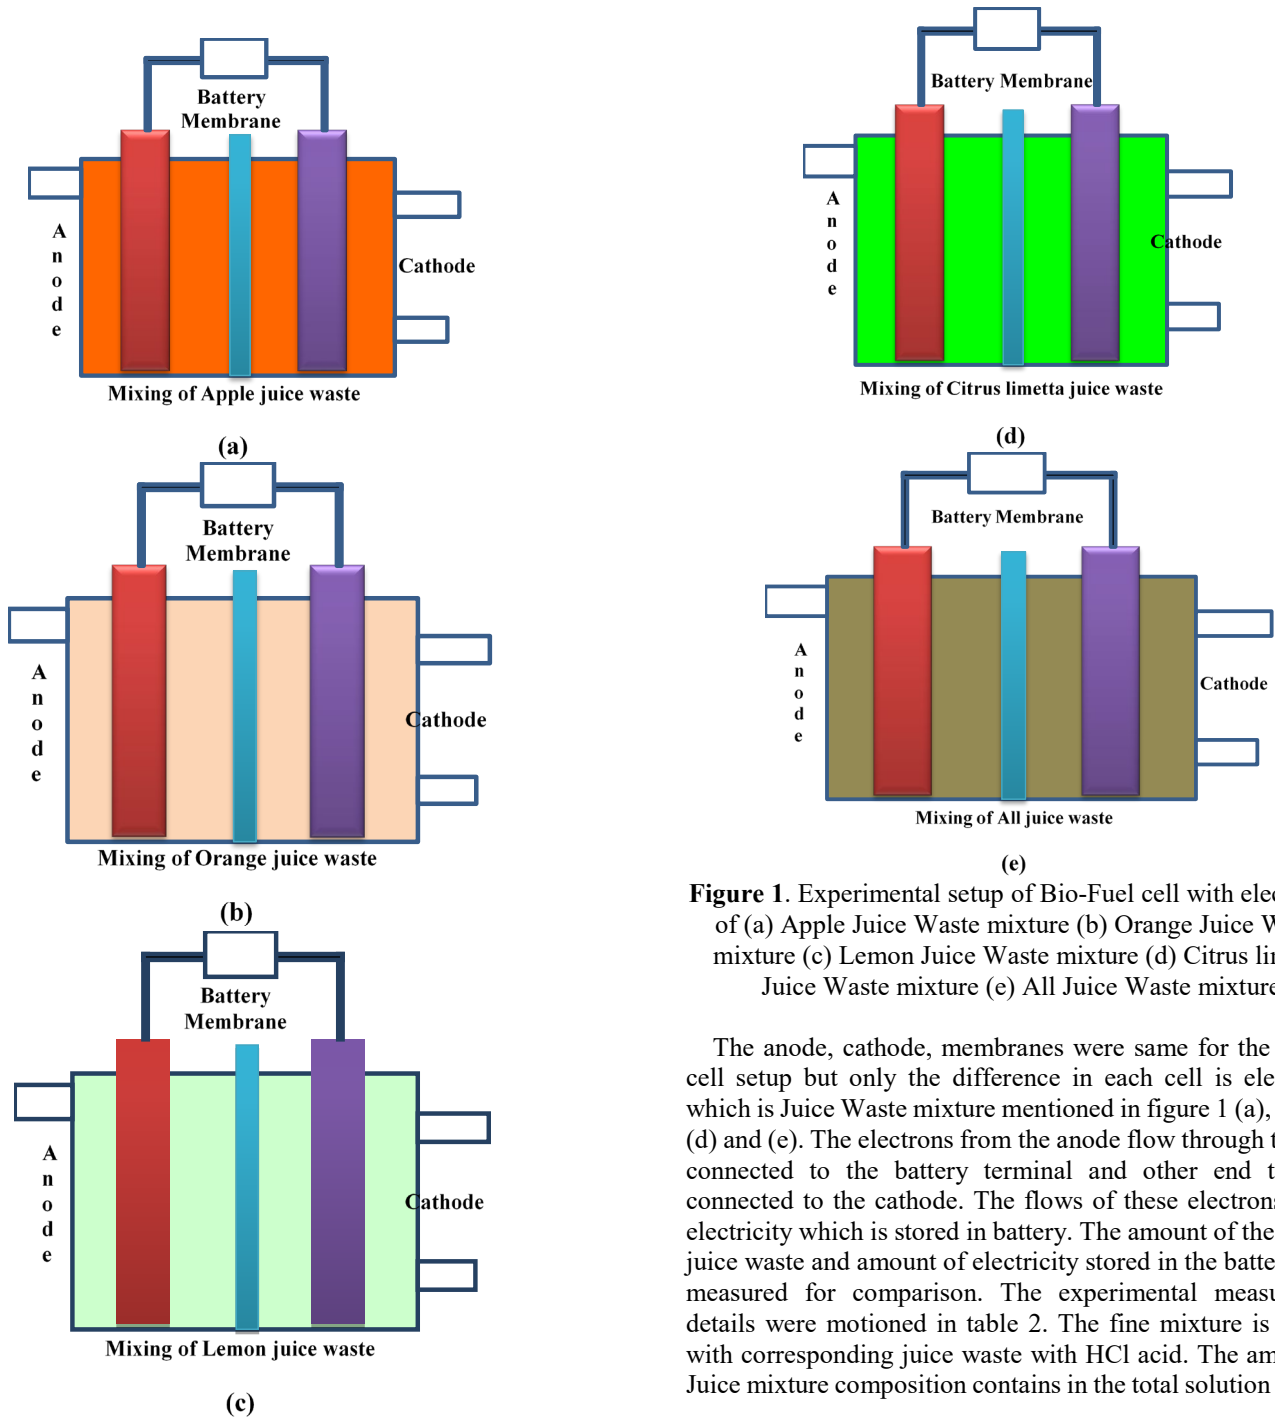 Battery
Membrane
A
n
o
d
e
Cathode
Mixing of Apple juice waste
(a)
Battery
Membrane
A
n
o
d
e
Cathode
Mixing of Orange juice waste
(b)
Battery
Membrane
A
n
o
d
e
Cathode
Mixing of Lemon juice waste
(c)
Battery Membrane
A
n
o
d
e
Cathode
Mixing of Citrus limetta juice waste
(d)
Battery Membrane
A
n
o
d
e
Cathode
Mixing of All juice waste
(e)
Figure 1. Experimental setup of Bio-Fuel cell with elec
of (a) Apple Juice Waste mixture (b) Orange Juice W
mixture (c) Lemon Juice Waste mixture (d) Citrus lin
Juice Waste mixture (e) All Juice Waste mixture
The anode, cathode, membranes were same for the
cell setup but only the difference in each cell is ele
which is Juice Waste mixture mentioned in figure 1 (a),
(d) and (e). The electrons from the anode flow through t
connected to the battery terminal and other end t
connected to the cathode. The flows of these electrons
electricity which is stored in battery. The amount of the
juice waste and amount of electricity stored in the batte
measured for comparison. The experimental measu
details were motioned in table 2. The fine mixture is
with corresponding juice waste with HCl acid. The am
Juice mixture composition contains in the total solution